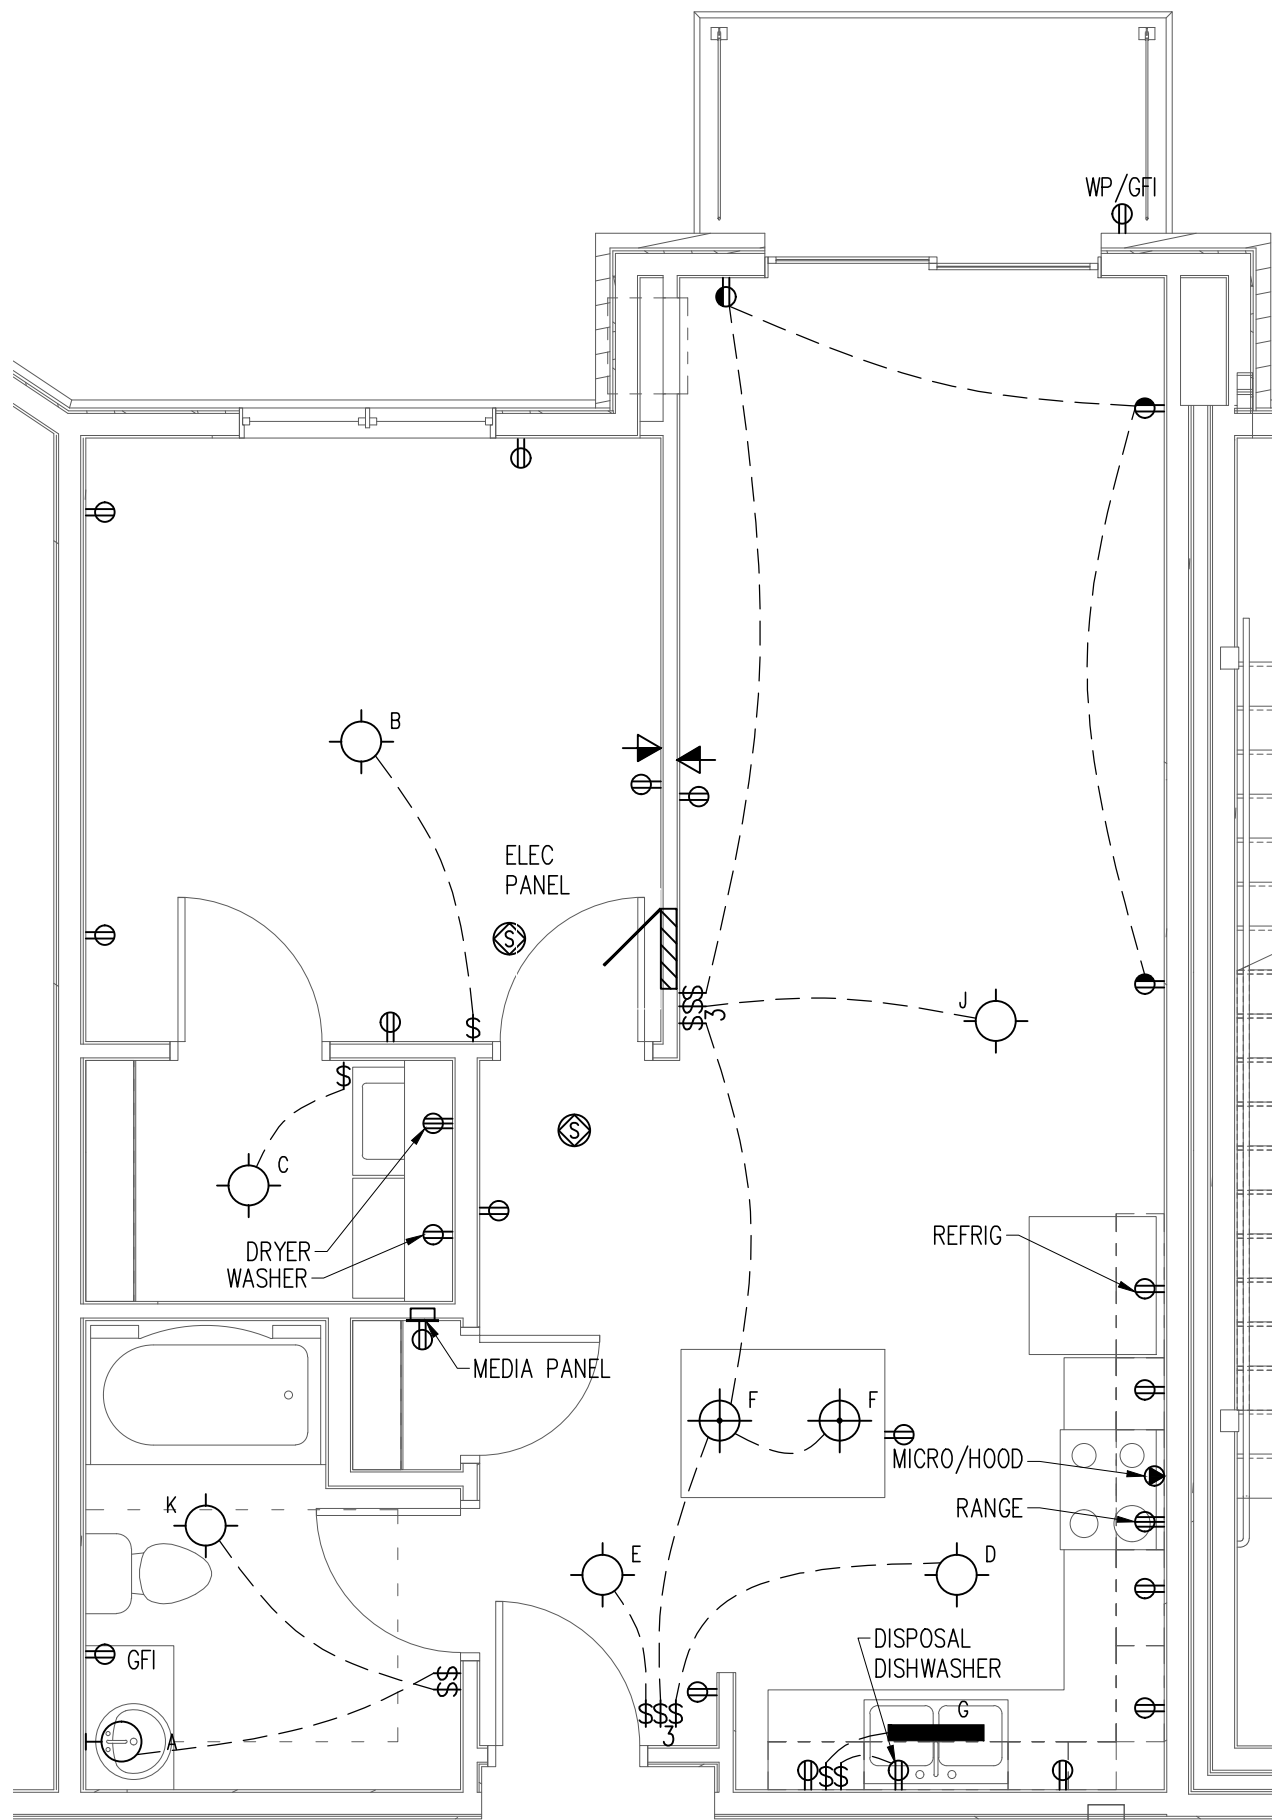 WP/GFI
B
ELEC
PANEL
S
$
$$$
3
J
$
S
C
DRYER
WASHER
REFRIG
MEDIA PANEL
F
F
MICRO/HOOD
K
RANGE
E
D
GFI
$$
DISPOSAL
DISHWASHER
$$$
3
G
A
$$